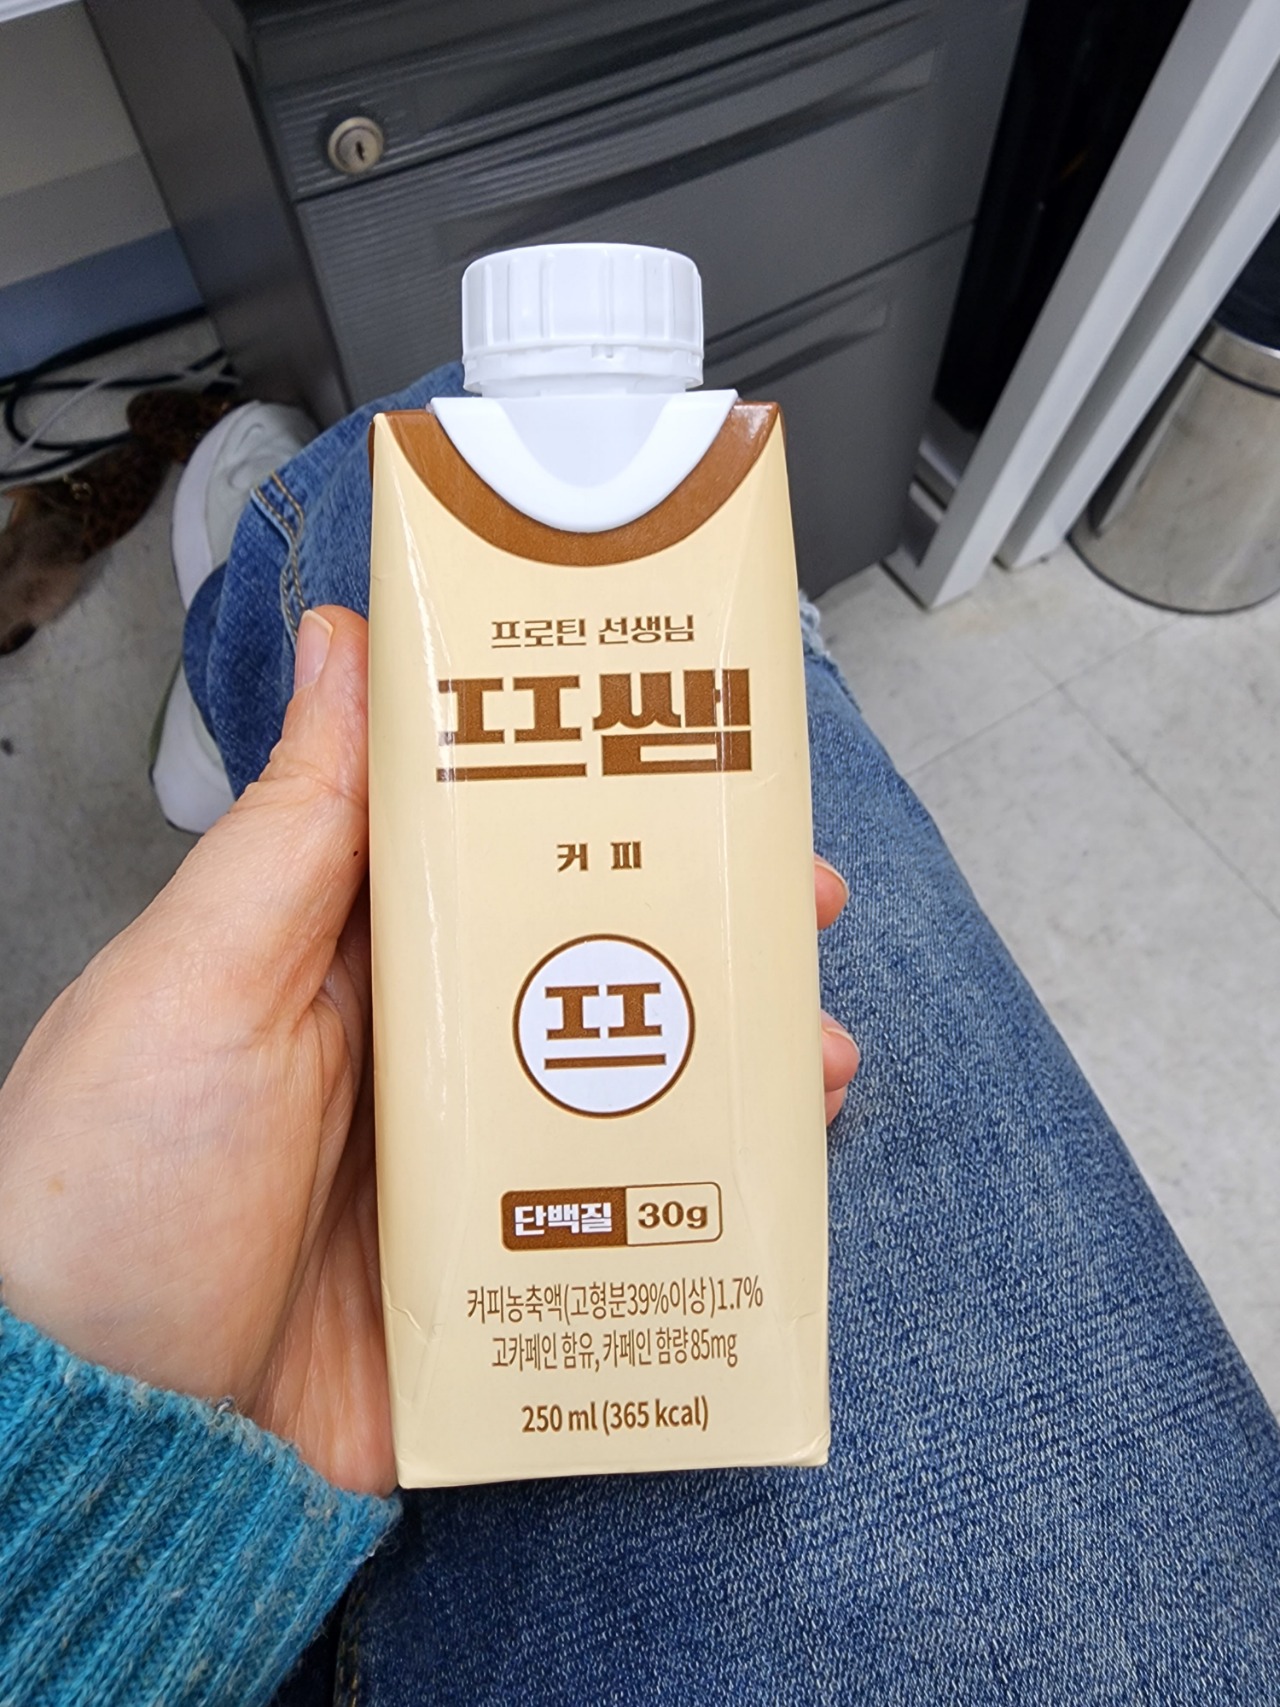 프로틴 선생님
프쌤
커피
프
단백질 30g
커피농축액(고형분39%이상)1.7%
고카페인 함유, 카페인 함량85mg
250 ml (365 kcal)